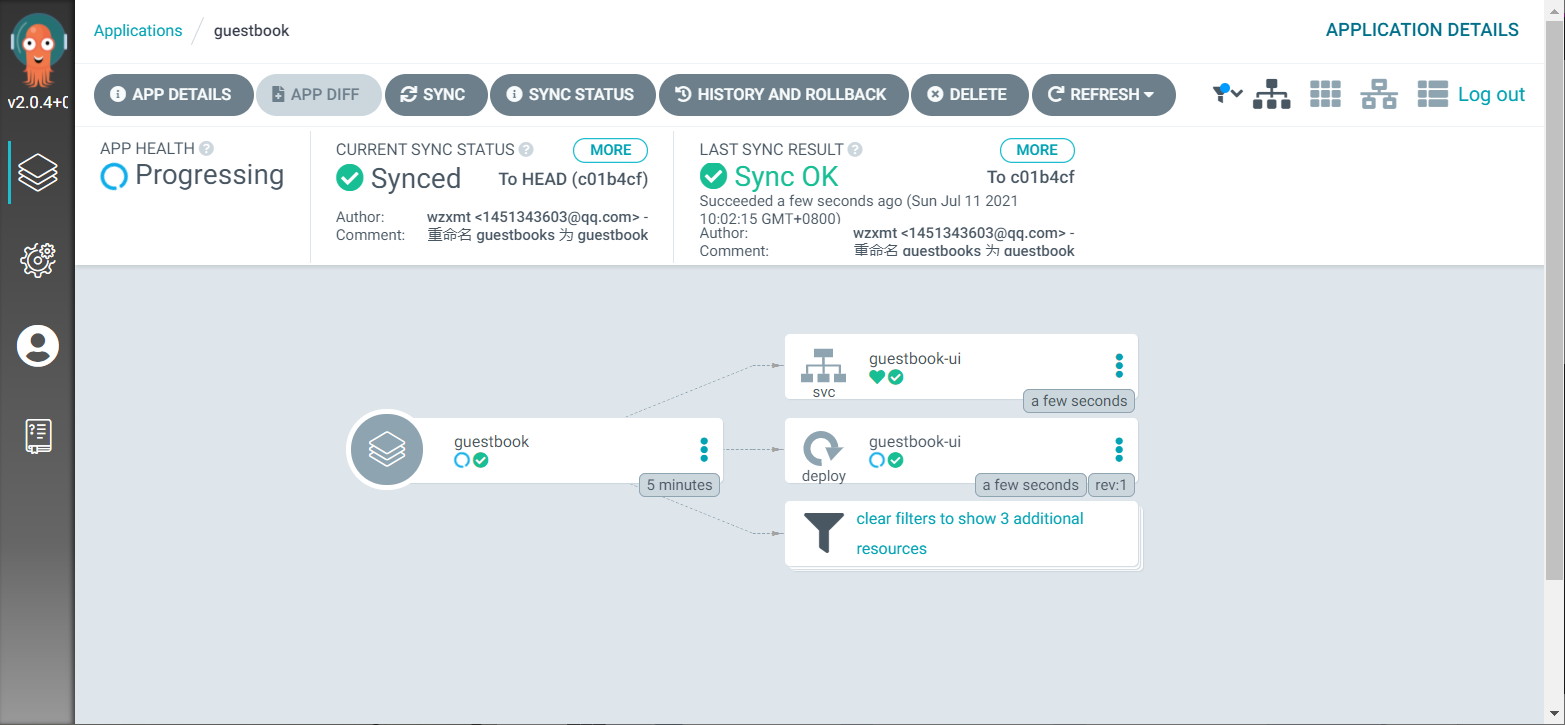 Applications
guestbook
APPLICATION DETAILS
v2.0.4+0
APP DETAILS
APP DIFF
SYNC
SYNC STATUS
HISTORY AND ROLLBACK
DELETE
REFRESH
Log out
APP HEALTH
Progressing
CURRENT SYNC STATUS
MORE
Synced
To HEAD (c01b4cf)
Author: wzxmt <1451343603@qq.com> -
Comment: 重命名 guestbooks 为 guestbook
LAST SYNC RESULT
MORE
Sync OK
To c01b4cf
Succeeded a few seconds ago (Sun Jul 11 2021
10:02:15 GMT+0800)
Author: wzxmt <1451343603@qq.com> -
Comment: 重命名 guestbooks 为 guestbook
guestbook
5 minutes
svc
guestbook-ui
a few seconds
deploy
guestbook-ui
a few seconds
rev:1
clear filters to show 3 additional
resources